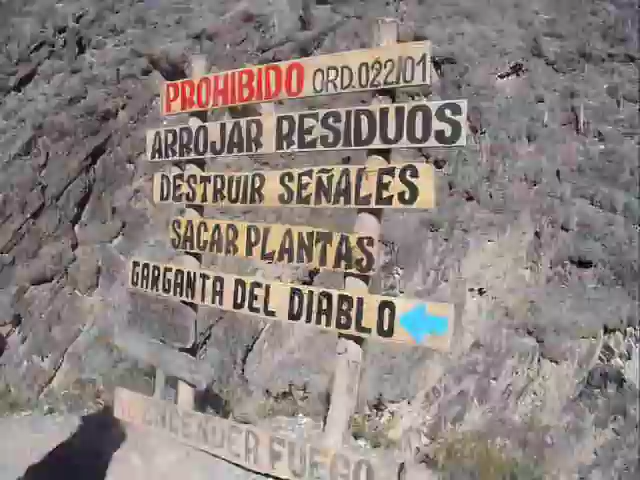 PROHIBIDO ORD.022/01
ARROJAR RESIDUOS
DESTRUIR SEÑALES
SACAR PLANTAS
GARGANTA DEL DIABLO
ENCENDER FUEGO